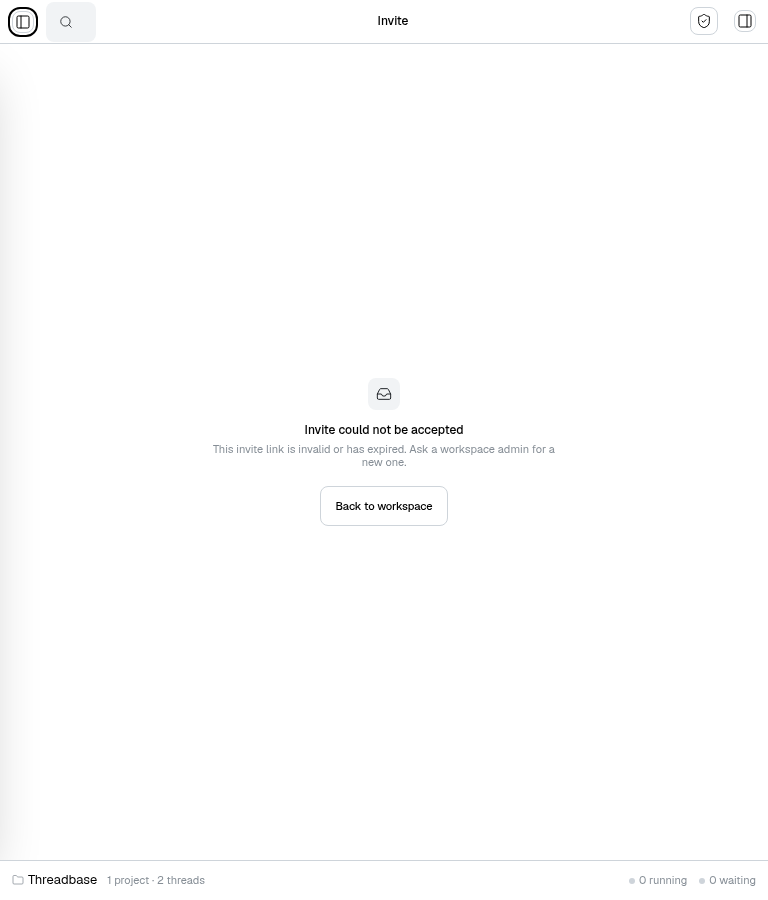 Invite
Invite could not be accepted
This invite link is invalid or has expired. Ask a workspace admin for a
new one.
Back to workspace
Threadbase 1 project · 2 threads 0 running 0 waiting